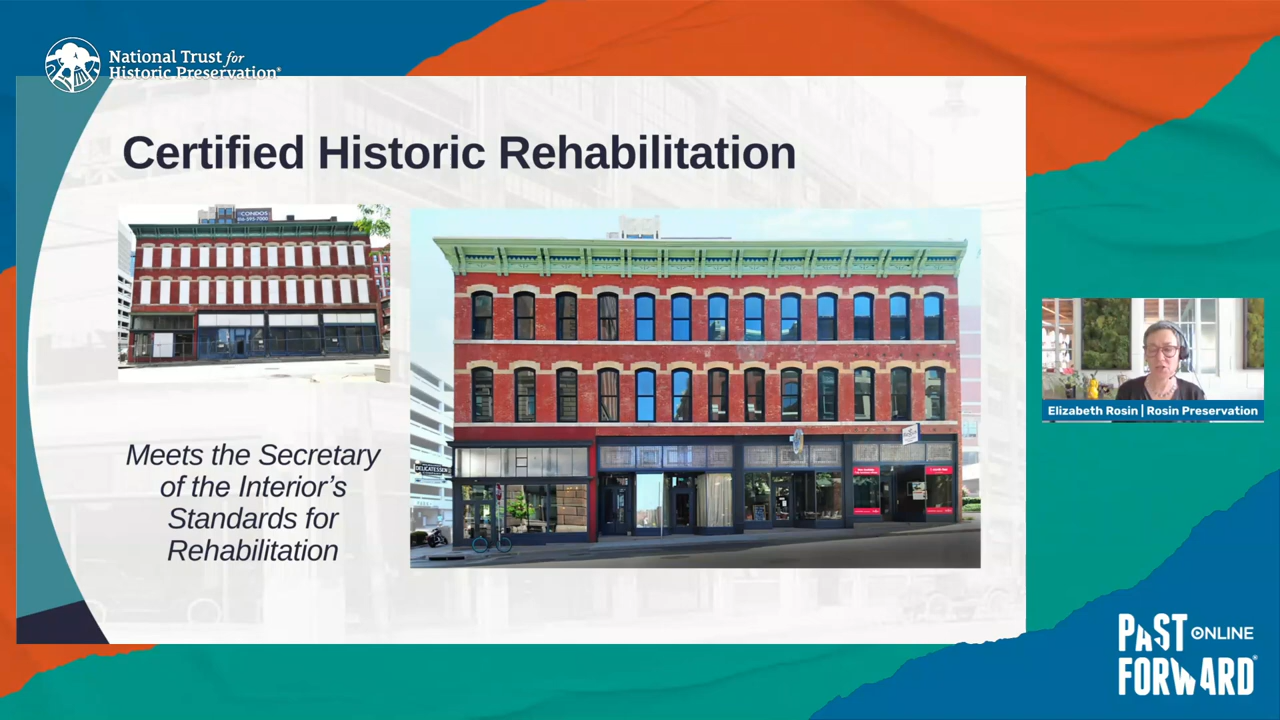 National Trust for
Historic Preservation®
Certified Historic Rehabilitation
CONDOS
Meets the Secretary
of the Interior's
Standards for
Rehabilitation
DELICATESSEN
Elizabeth Rosin | Rosin Preservation
PAST ONLINE
FORWARD